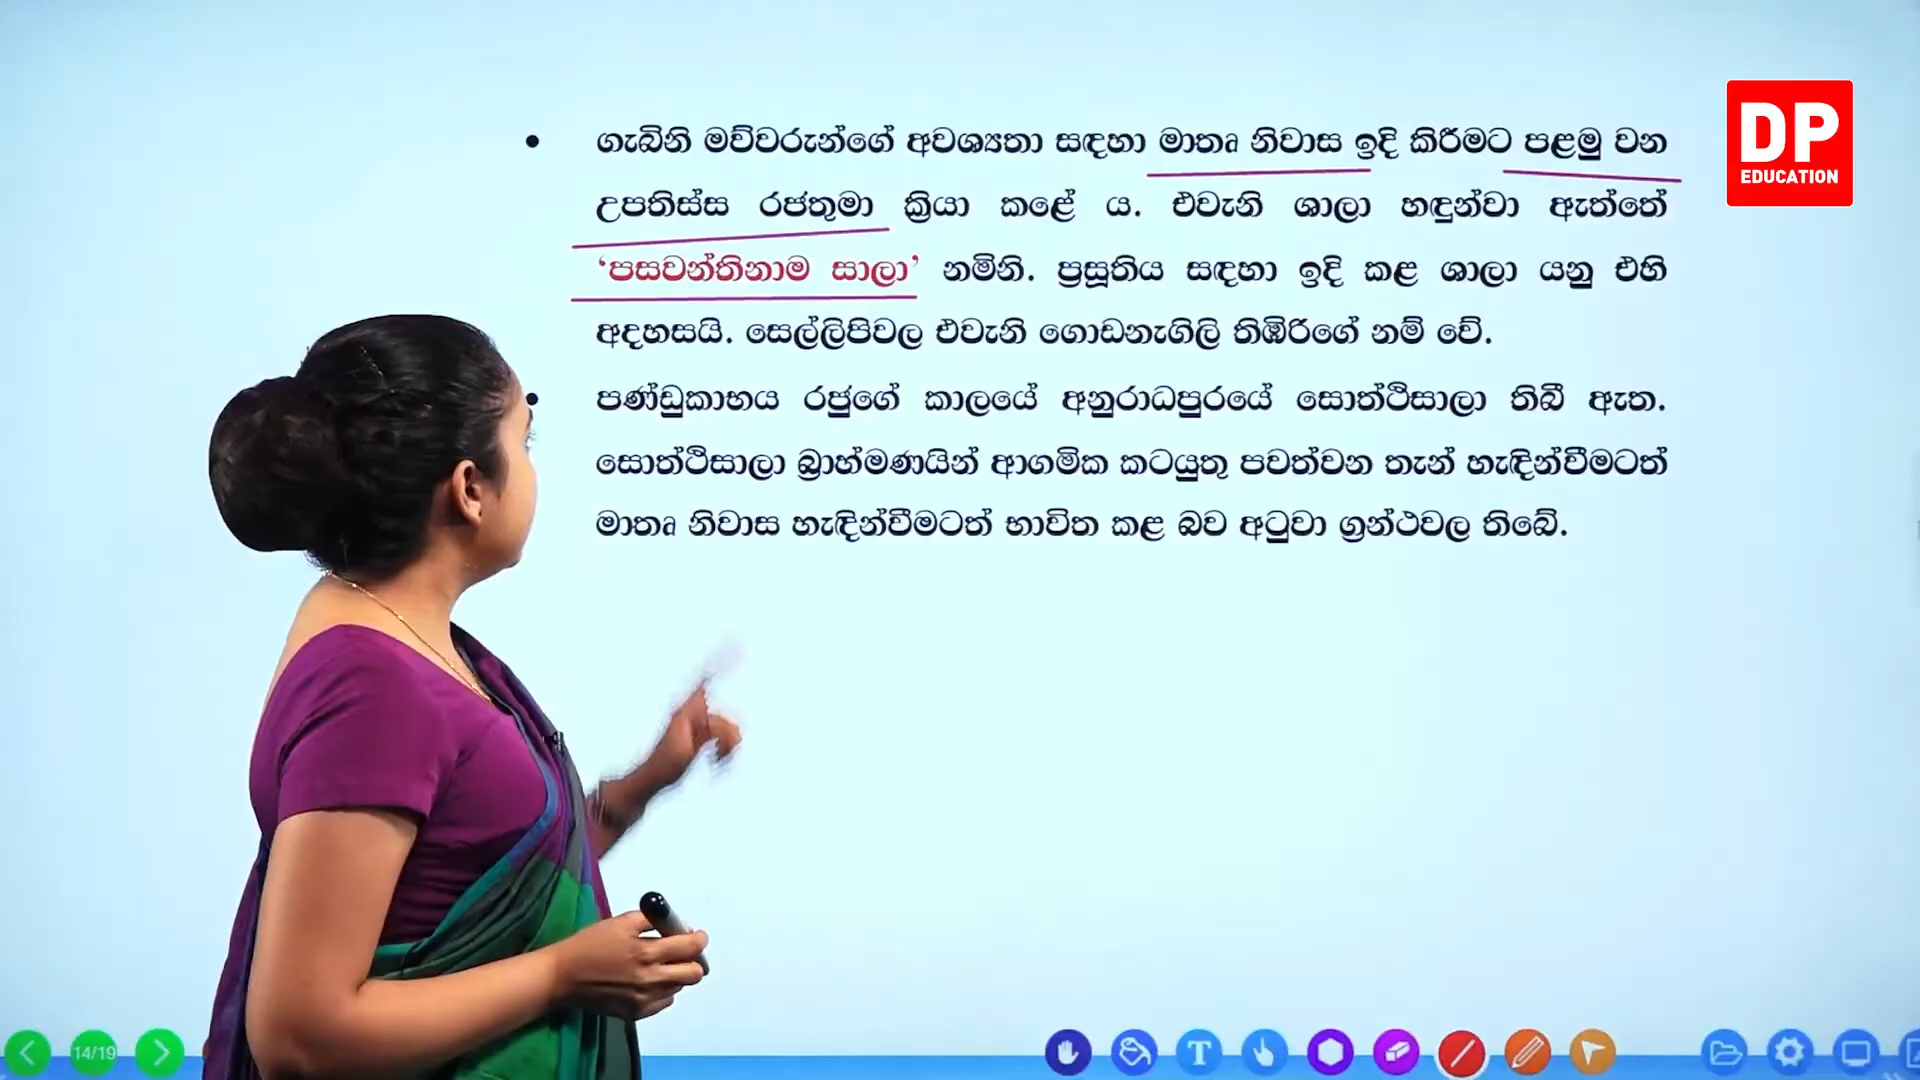 DP
EDUCATION
• ගැබිනි මව්වරුන්ගේ අවශ්‍යතා සඳහා මාතෘ නිවාස ඉදි කිරීමට පළමු වන
උපතිස්ස රජතුමා ක්‍රියා කළේ ය. එවැනි ශාලා හඳුන්වා ඇත්තේ
‘පසවන්තිනාම සාලා’ නමිනි. ප්‍රසූතිය සඳහා ඉදි කළ ශාලා යනු එහි
අදහසයි. සෙල්ලිපිවල එවැනි ගොඩනැගිලි තිඹිරිගේ නම් වේ.
• පණ්ඩුකාභය රජුගේ කාලයේ අනුරාධපුරයේ සොත්ථිසාලා තිබී ඇත.
සොත්ථිසාලා බ්‍රාහ්මණයින් ආගමික කටයුතු පවත්වන තැන් හැඳින්වීමටත්
මාතෘ නිවාස හැඳින්වීමටත් භාවිත කළ බව අටුවා ග්‍රන්ථවල තිබේ.
14/19
T